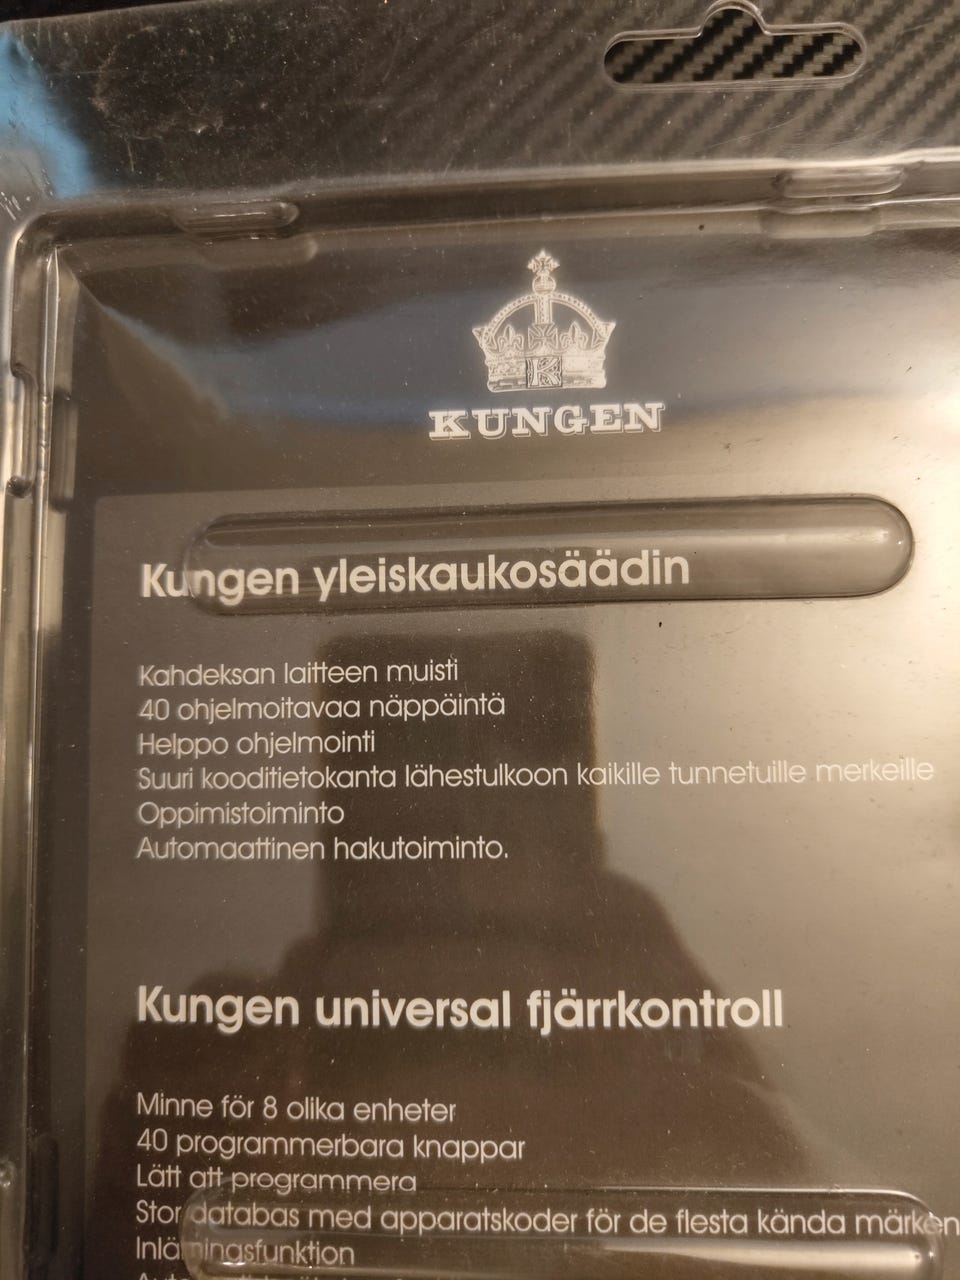 K
KUNGEN
Kungen yleiskaukosäädin
Kahdeksan laitteen muisti
40 ohjelmoitavaa näppäintä
Helppo ohjelmointi
Suuri kooditietokanta lähestulkoon kaikille tunnetuille merkeille
Oppimistoiminto
Automaattinen hakutoiminto.
Kungen universal fjärrkontroll
Minne för 8 olika enheter
40 programmerbara knappar
Lätt att programmera
Stor databas med apparatskoder för de flesta kända märken
Inlärningsfunktion